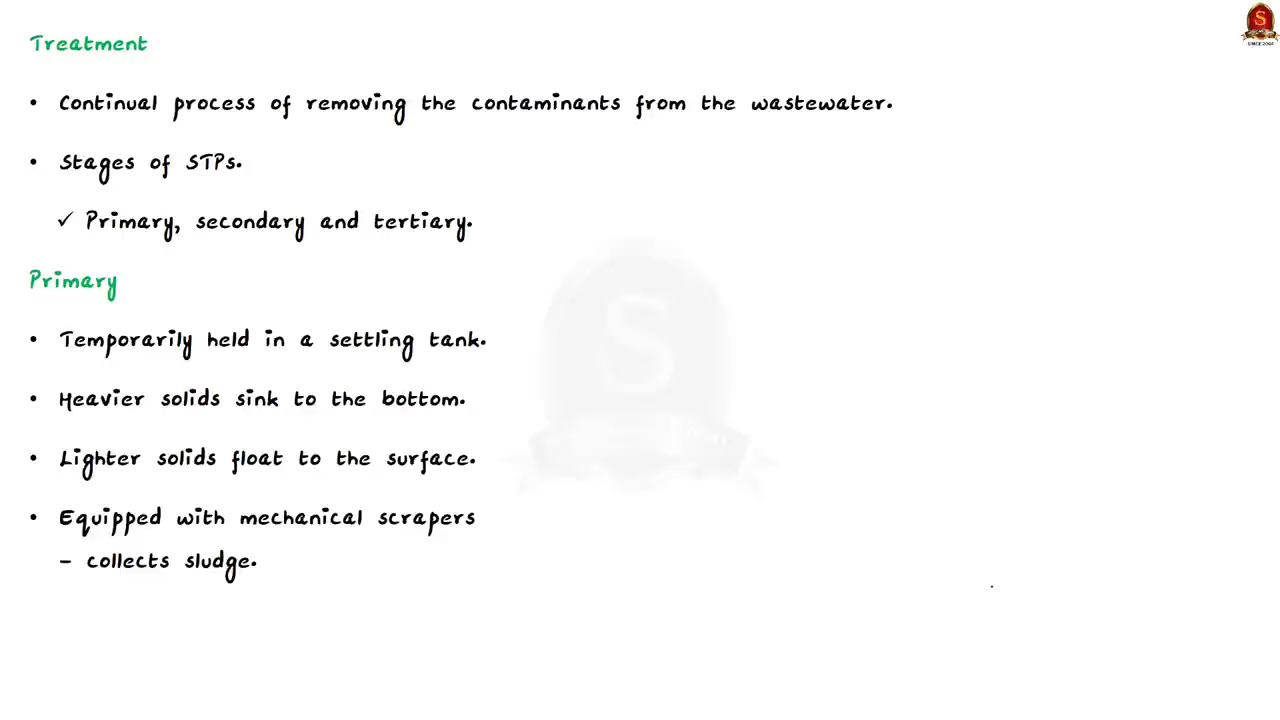 S
SINCE 2004
Treatment
• Continual process of removing the contaminants from the wastewater.
• Stages of STPs.
✓ Primary, secondary and tertiary.
Primary
• Temporarily held in a settling tank.
• Heavier solids sink to the bottom.
• Lighter solids float to the surface.
• Equipped with mechanical scrapers
– collects sludge.
S